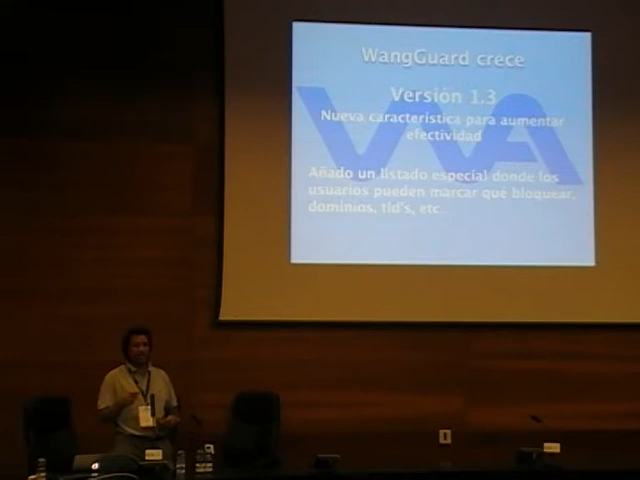 WangGuard crece
Versión 1.3
Nueva característica para aumentar
efectividad
Añado un listado especial donde los
usuarios pueden marcar que bloquear,
dominios, tld's, etc